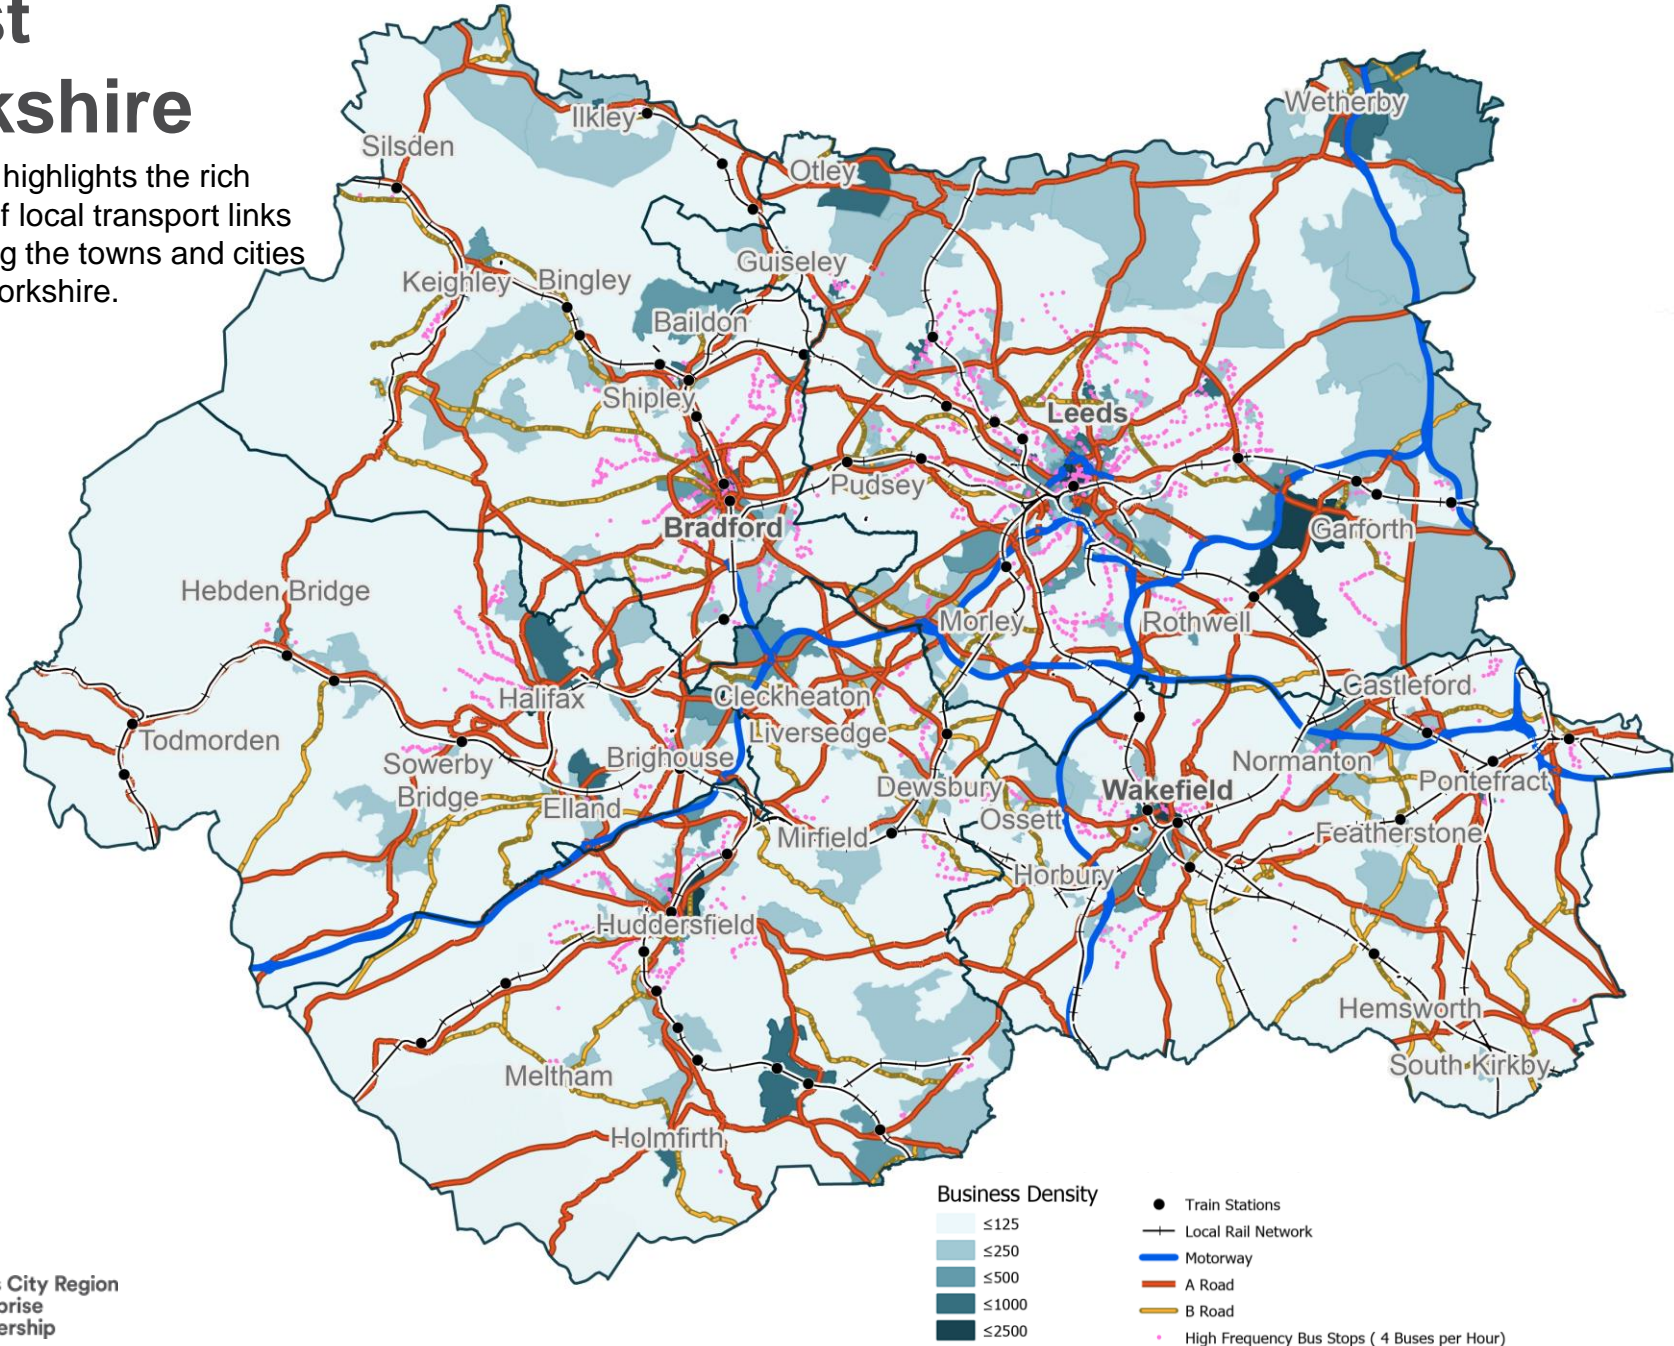 st
kshire
highlights the rich
f local transport links
g the towns and cities
orkshire.
Wetherby
Ilkley
Silsden
Otley
Guiseley
Keighley
Bingley
Baildon
Shipley
Leeds
Pudsey
Bradford
Garforth
Hebden Bridge
Morley
Rothwell
Halifax
Cleckheaton
Castleford
Todmorden
Liversedge
Sowerby
Bridge
Brighouse
Normanton
Dewsbury
Wakefield
Pontefract
Elland
Mirfield
Ossett
Featherstone
Horbury
Huddersfield
Hemsworth
Meltham
South Kirkby
Holmfirth
Business Density
≤125
≤250
≤500
≤1000
≤2500
Train Stations
Local Rail Network
Motorway
A Road
B Road
High Frequency Bus Stops ( 4 Buses per Hour)
s City Region
prise
ership